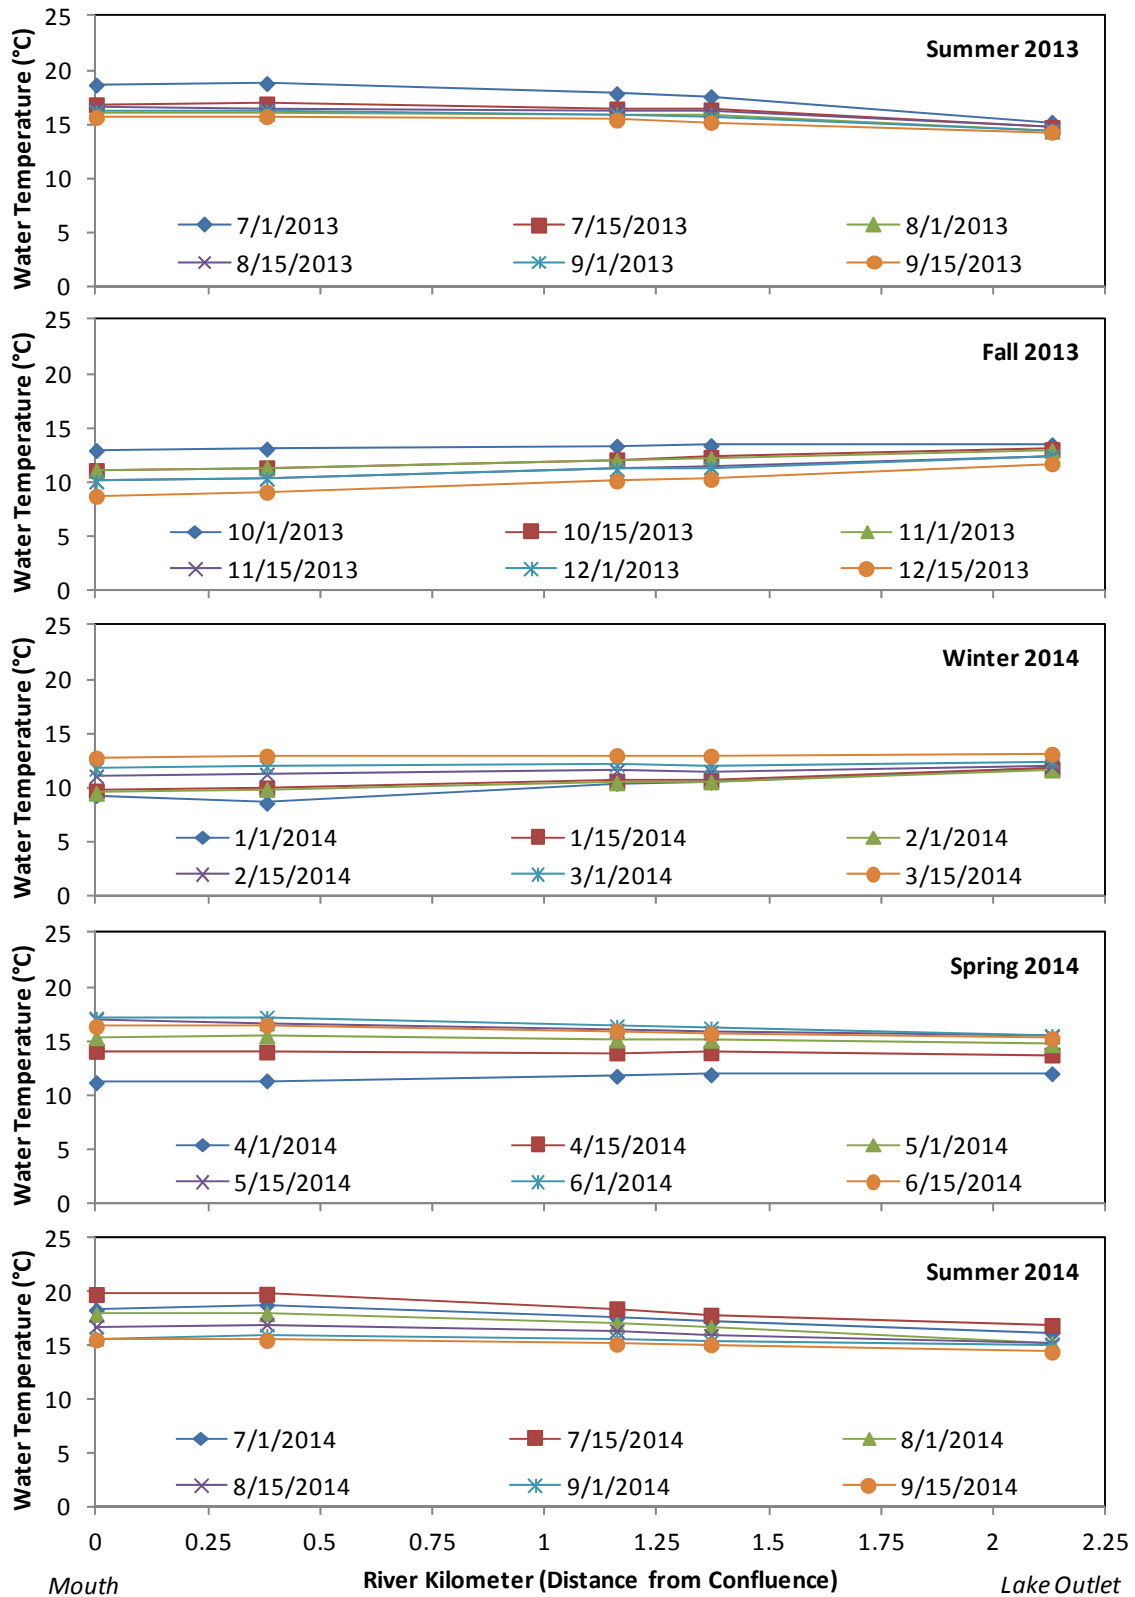 Summer 2013
Water Temperature (°C)
25
20
15
10
5
0
7/1/2013 7/15/2013 8/1/2013
8/15/2013 9/1/2013 9/15/2013
Fall 2013
Water Temperature (°C)
25
20
15
10
5
0
10/1/2013 10/15/2013 11/1/2013
11/15/2013 12/1/2013 12/15/2013
Winter 2014
Water Temperature (°C)
25
20
15
10
5
0
1/1/2014 1/15/2014 2/1/2014
2/15/2014 3/1/2014 3/15/2014
Spring 2014
Water Temperature (°C)
25
20
15
10
5
0
4/1/2014 4/15/2014 5/1/2014
5/15/2014 6/1/2014 6/15/2014
Summer 2014
Water Temperature (°C)
25
20
15
10
5
0
7/1/2014 7/15/2014 8/1/2014
8/15/2014 9/1/2014 9/15/2014
0 0.25 0.5 0.75 1 1.25 1.5 1.75 2 2.25
Mouth River Kilometer (Distance from Confluence) Lake Outlet